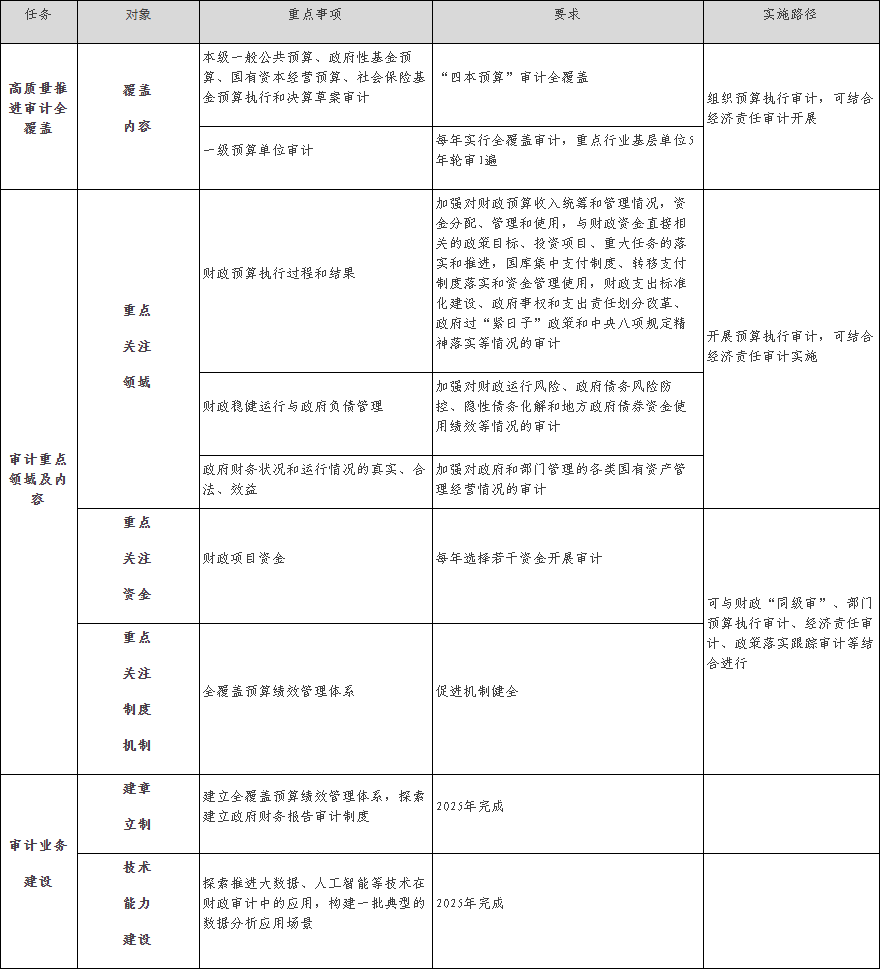 任务
对象
重点事项
要求
实施路径
高质量推
进审计全
覆盖
覆盖
内容
本级一般公共预算、政府性基金预
算、国有资本经营预算、社会保险基
金预算执行和决算草案审计
“四本预算”审计全覆盖
组织预算执行审计，可结合
经济责任审计开展
一级预算单位审计
每年实行全覆盖审计，重点行业基层单位5
年轮审1遍
审计重点
领域及内
容
重点
关注
领域
财政预算执行过程和结果
加强对财政预算收入统筹和管理情况，资
金分配、管理和使用，与财政资金直接相
关的政策目标、投资项目、重大任务的落
实和推进，国库集中支付制度、转移支付
制度落实和资金管理使用，财政支出标准
化建设、政府事权和支出责任划分改革、
政府过“紧日子”政策和中央八项规定精
神落实等情况的审计
开展预算执行审计，可结合
经济责任审计实施
财政稳健运行与政府负债管理
加强对财政运行风险、政府债务风险防
控、隐性债务化解和地方政府债券资金使
用绩效等情况的审计
政府财务状况和运行情况的真实、合
法、效益
加强对政府和部门管理的各类国有资产管
理经营情况的审计
重点
关注
资金
财政项目资金
每年选择若干资金开展审计
可与财政“同级审”、部门
预算执行审计、经济责任审
计、政策落实跟踪审计等结
合进行
重点
关注
制度
机制
全覆盖预算绩效管理体系
促进机制健全
审计业务
建设
建章
立制
建立全覆盖预算绩效管理体系，探索
建立政府财务报告审计制度
2025年完成
技术
能力
建设
探索推进大数据、人工智能等技术在
财政审计中的应用，构建一批典型的
数据分析应用场景
2025年完成